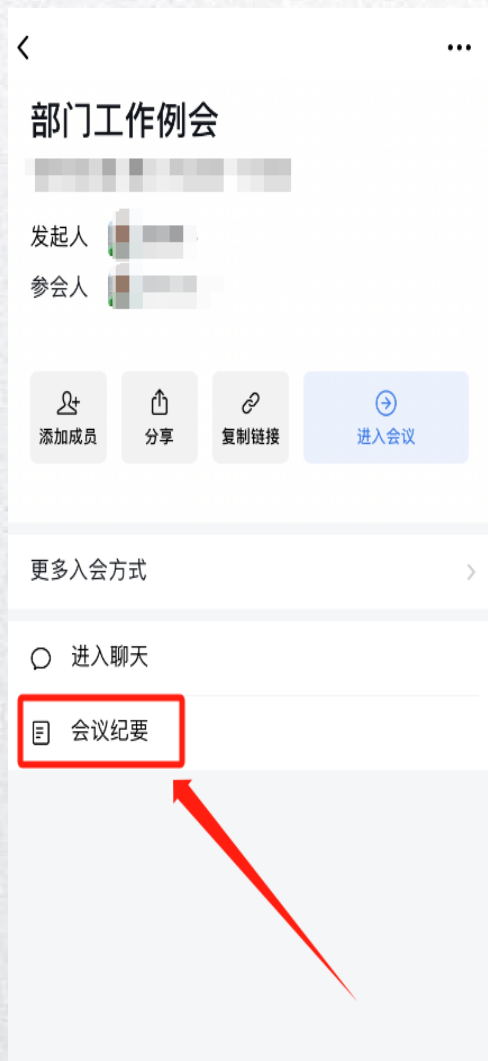 部门工作例会
发起人
参会人
添加成员
分享
复制链接
进入会议
更多入会方式
进入聊天
会议纪要